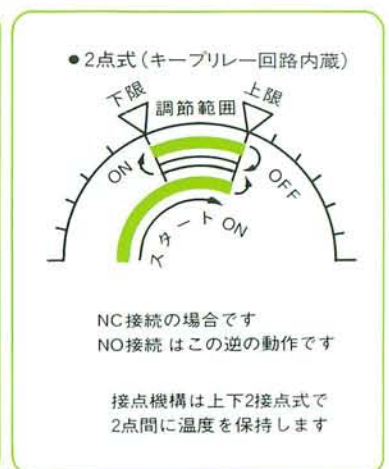 ●2点式(キープリレー回路内蔵)
下限
上限
調節範囲
ON
OFF
スタートON
NC接続の場合です
NO接続はこの逆の動作です
接点機構は上下2接点式で
2点間に温度を保持します